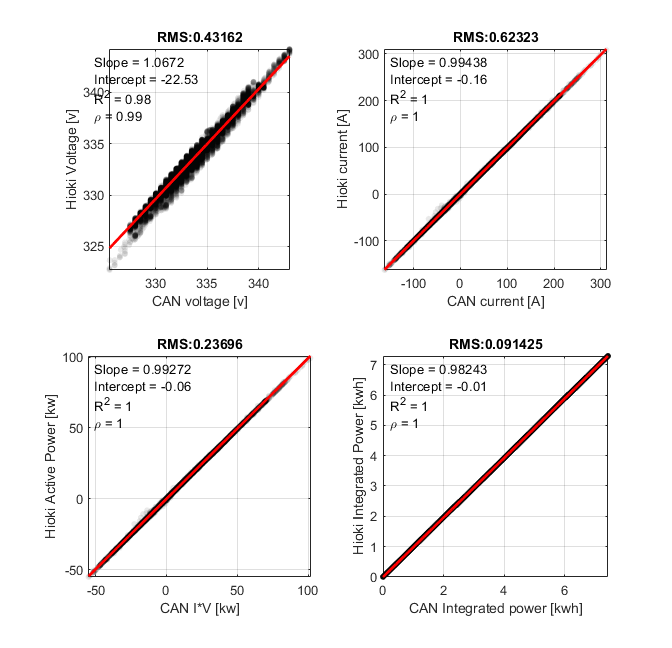 RMS:0.43162
Slope = 1.0672
Intercept = -22.53
R2 = 0.98
ρ = 0.99
340
335
330
325
330
335
340
Hioki Voltage [v]
CAN voltage [v]
RMS:0.62323
Slope = 0.99438
Intercept = -0.16
R2 = 1
ρ = 1
300
200
100
0
-100
-100
0
100
200
300
Hioki current [A]
CAN current [A]
RMS:0.23696
Slope = 0.99272
Intercept = -0.06
R2 = 1
ρ = 1
100
50
0
-50
-50
0
50
100
Hioki Active Power [kw]
CAN I*V [kw]
RMS:0.091425
Slope = 0.98243
Intercept = -0.01
R2 = 1
ρ = 1
7
6
5
4
3
2
1
0
0
2
4
6
Hioki Integrated Power [kwh]
CAN Integrated power [kwh]